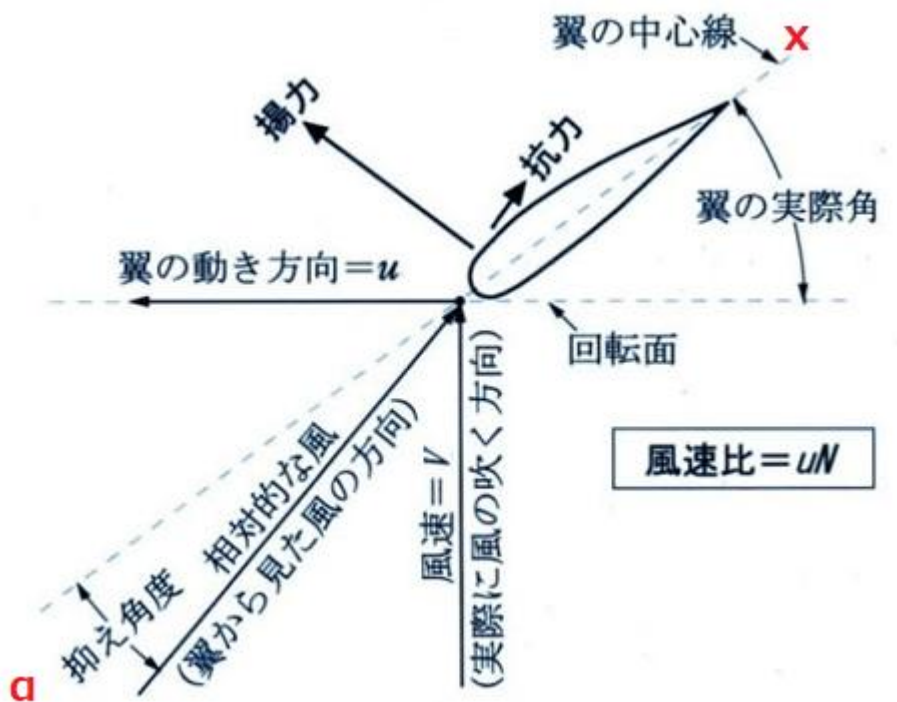 翼の中心線
x
揚力
抗力
翼の実際角
翼の動き方向=u
回転面
相対的な風
(翼から見た風の方向)
風速=V
(実際に風の吹く方向)
風速比=uN
抑え角度
α